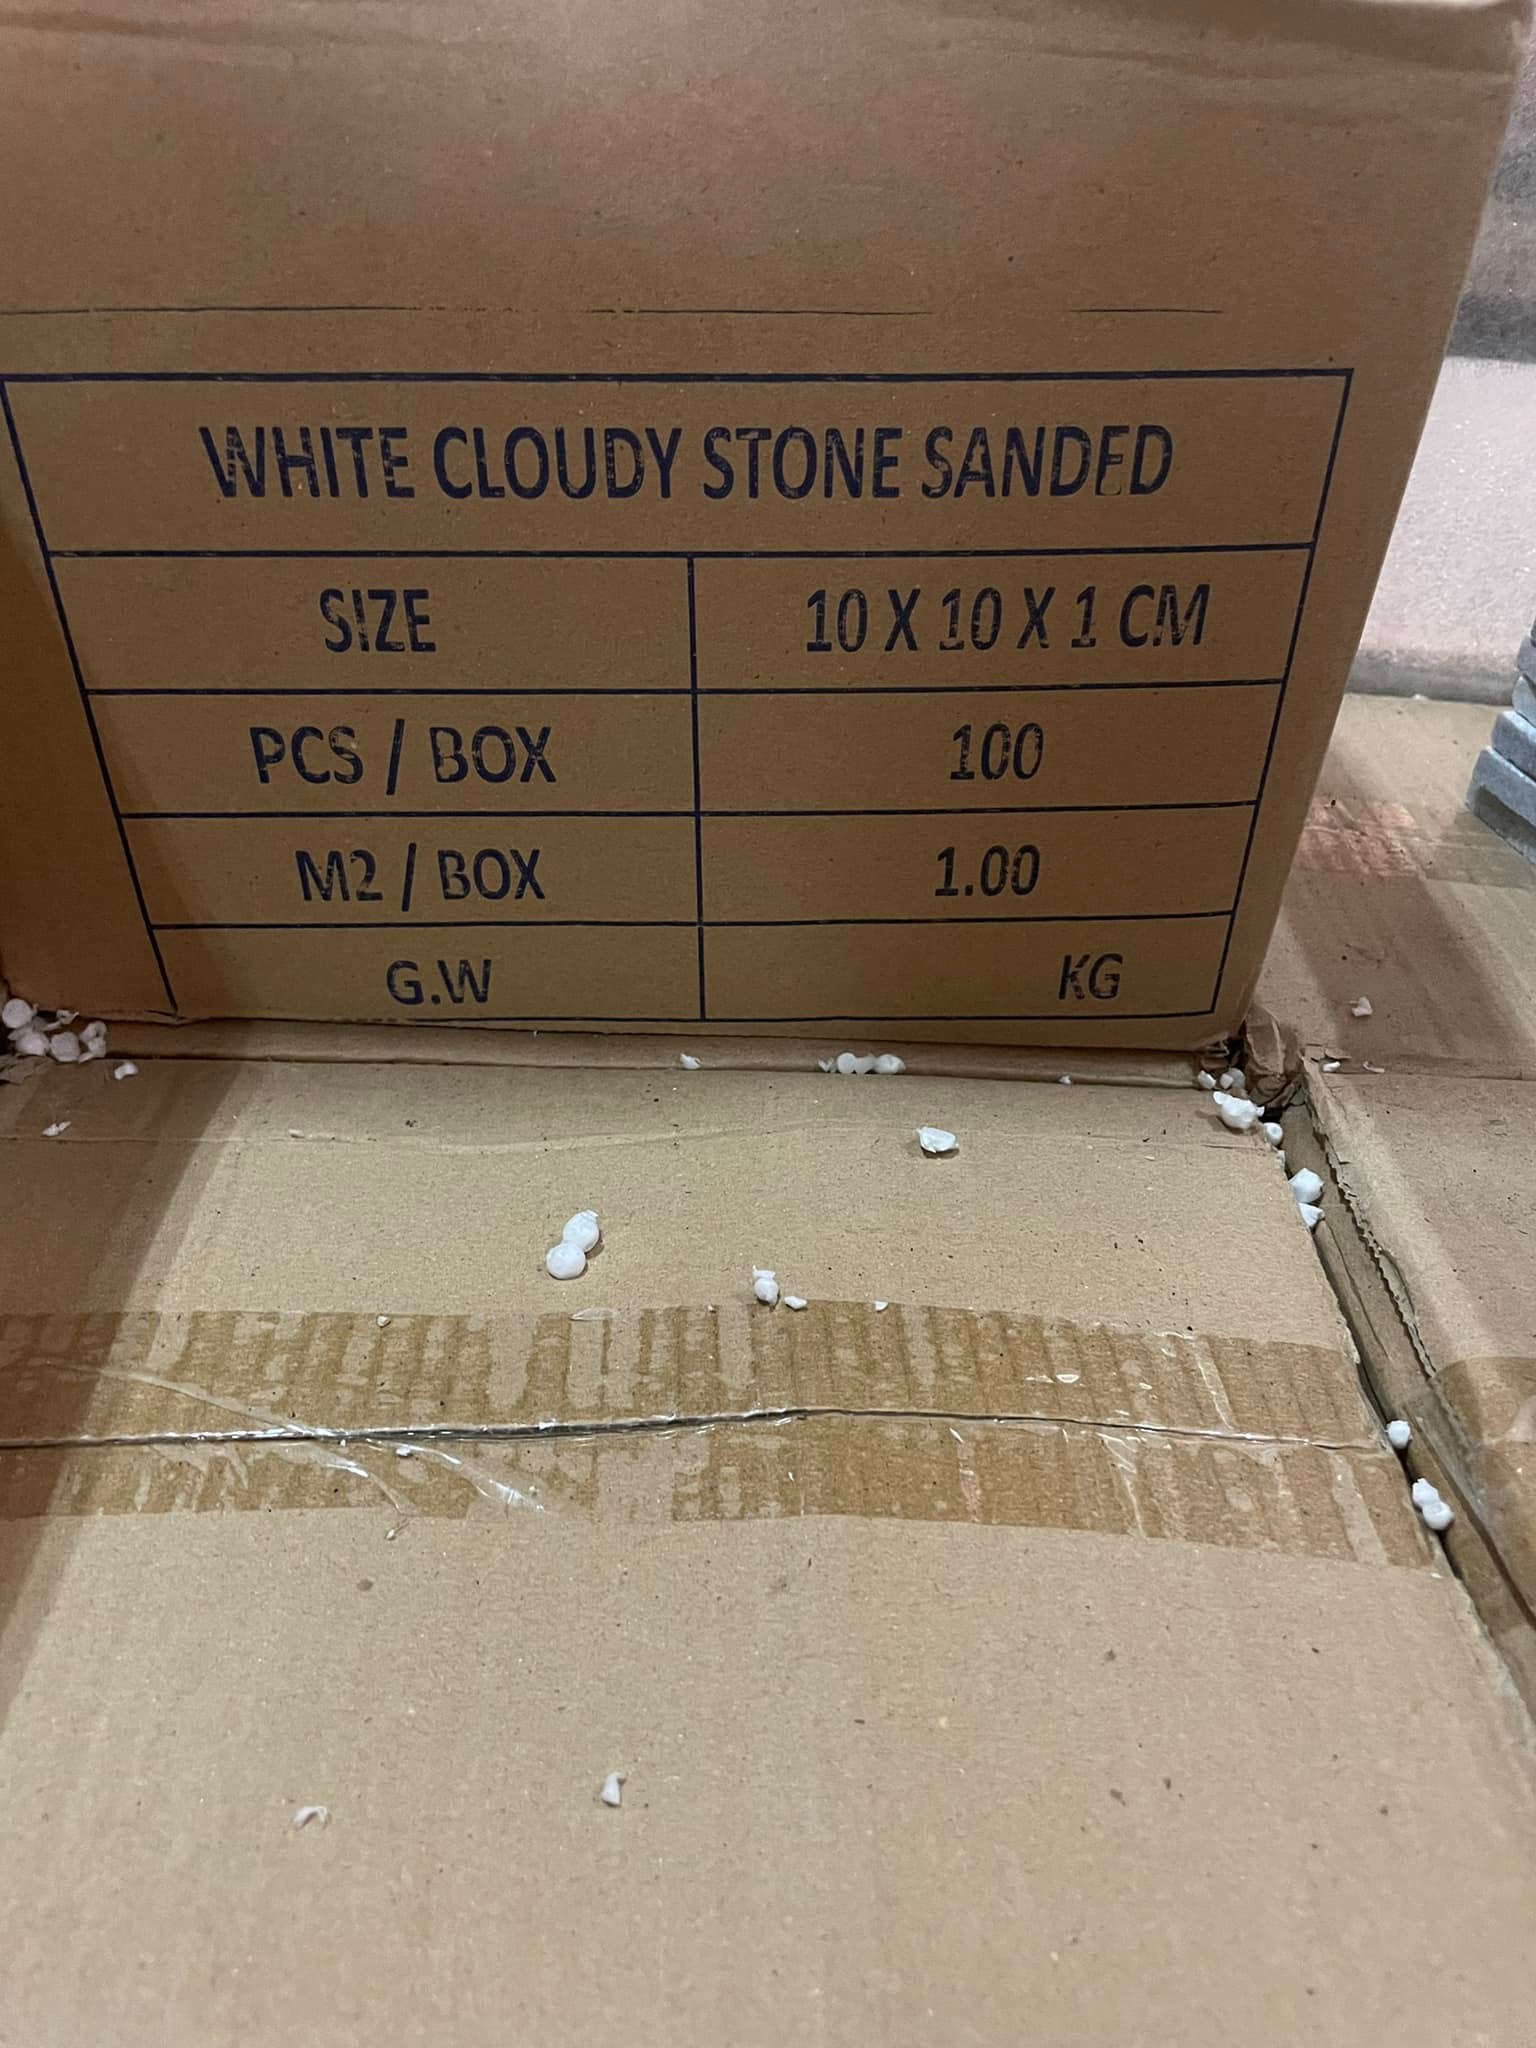 WHITE CLOUDY STONE SANDED
SIZE 10 X 10 X 1 CM
PCS / BOX 100
M2 / BOX 1.00
G.W KG